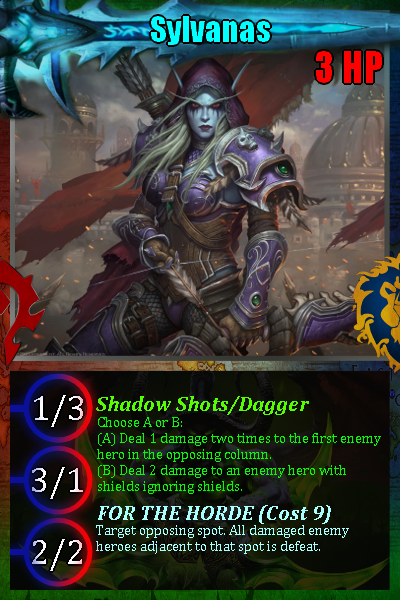 Sylvanas
3 HP
1/3
3/1
2/2
Shadow Shots/Dagger
Choose A or B:
(A) Deal 1 damage two times to the first enemy
hero in the opposing column.
(B) Deal 2 damage to an enemy hero with
shields ignoring shields.
FOR THE HORDE (Cost 9)
Target opposing spot. All damaged enemy
heroes adjacent to that spot is defeat.